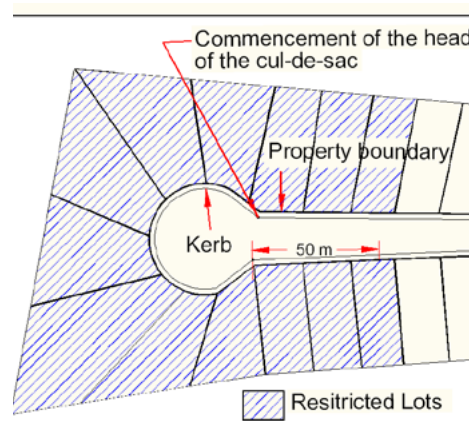 Commencement of the head
of the cul-de-sac
Property boundary
Kerb
50 m
Resitricted Lots